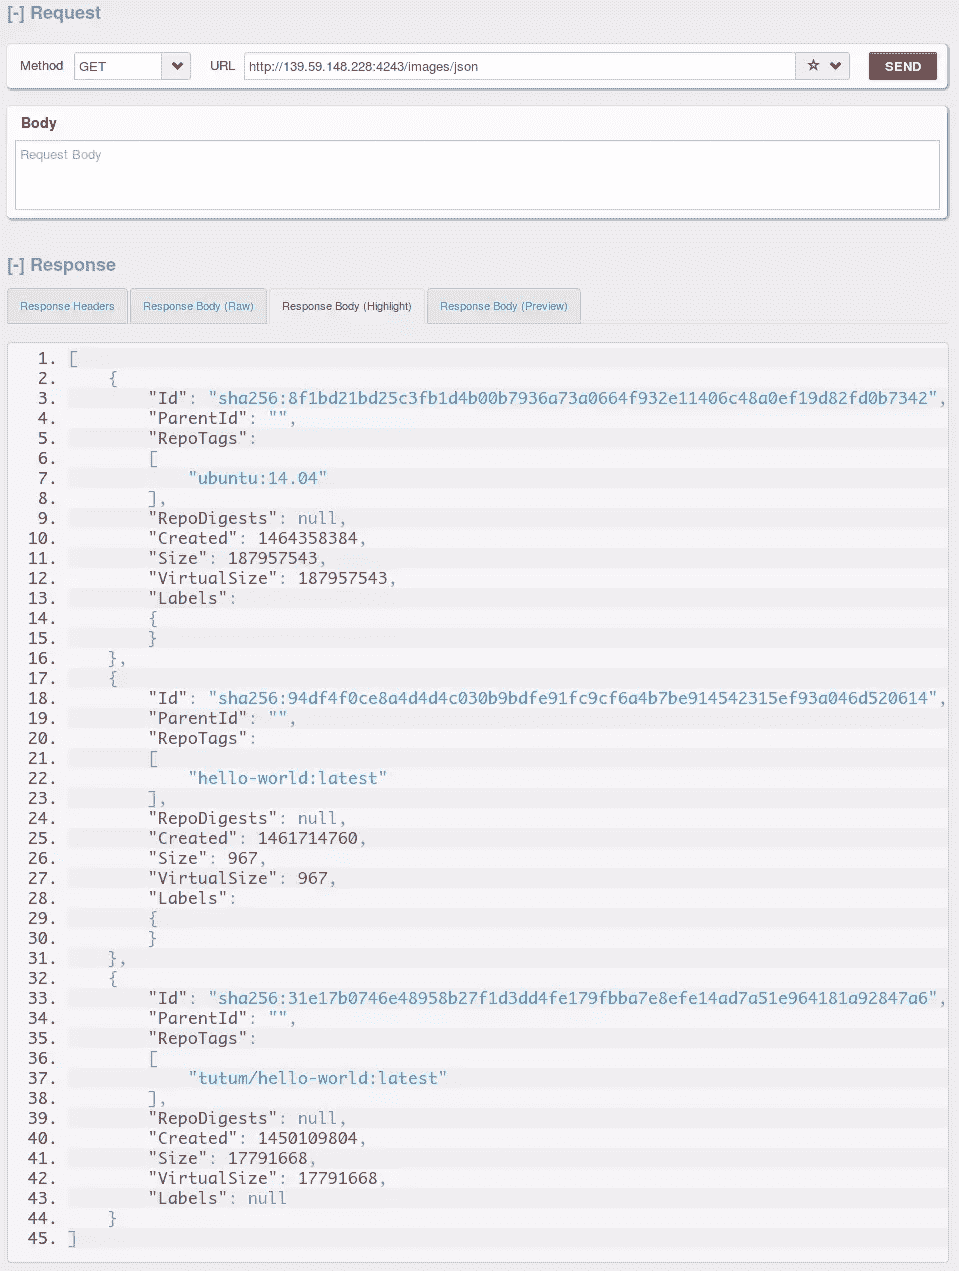 [-] Request
Method GET URL http://139.59.148.228:4243/images/json SEND
Body
Request Body
[-] Response
Response Headers Response Body (Raw) Response Body (Highlight) Response Body (Preview)
1. [
2. {
3. "Id": "sha256:8f1bd21bd25c3fb1d4b00b7936a73a0664f932e11406c48a0ef19d82fd0b7342",
4. "ParentId": "",
5. "RepoTags":
6. [
7. "ubuntu:14.04"
8. ],
9. "RepoDigests": null,
10. "Created": 1464358384,
11. "Size": 187957543,
12. "VirtualSize": 187957543,
13. "Labels":
14. {
15. }
16. },
17. {
18. "Id": "sha256:94df4f0ce8a4d4d4c030b9bdfe91fc9cf6a4b7be914542315ef93a046d520614",
19. "ParentId": "",
20. "RepoTags":
21. [
22. "hello-world:latest"
23. ],
24. "RepoDigests": null,
25. "Created": 1461714760,
26. "Size": 967,
27. "VirtualSize": 967,
28. "Labels":
29. {
30. }
31. },
32. {
33. "Id": "sha256:31e17b0746e48958b27f1d3dd4fe179fbba7e8efe14ad7a51e964181a92847a6",
34. "ParentId": "",
35. "RepoTags":
36. [
37. "tutum/hello-world:latest"
38. ],
39. "RepoDigests": null,
40. "Created": 1450109804,
41. "Size": 17791668,
42. "VirtualSize": 17791668,
43. "Labels": null
44. }
45. ]